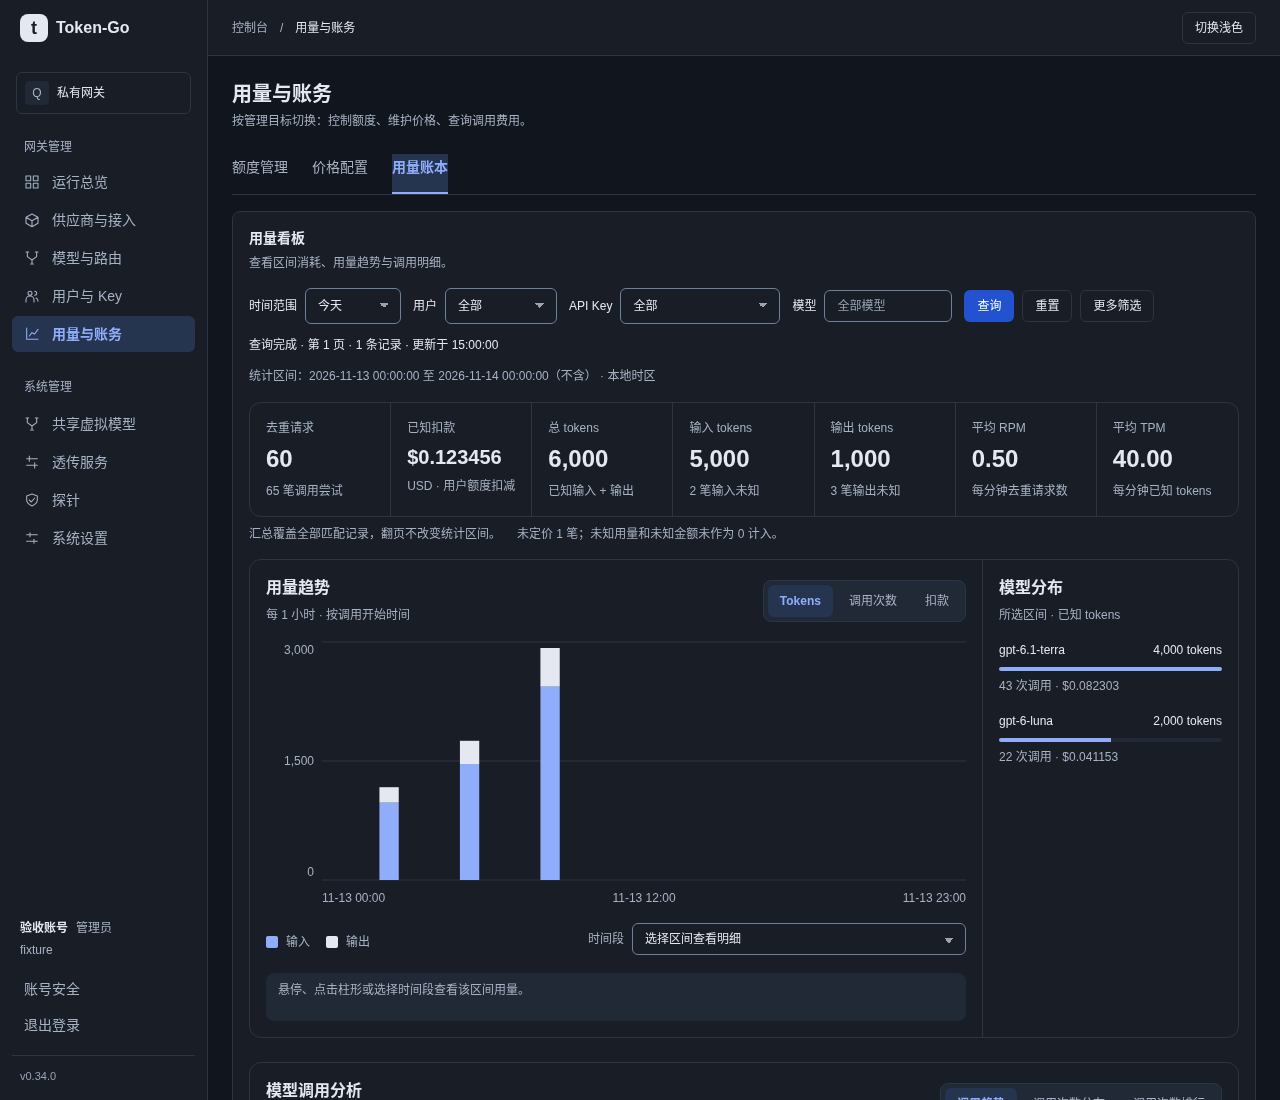 t Token-Go
Q 私有网关
网关管理
运行总览
供应商与接入
模型与路由
用户与 Key
用量与账务
系统管理
共享虚拟模型
透传服务
探针
系统设置
验收账号 管理员
fixture
账号安全
退出登录
v0.34.0
控制台 / 用量与账务
切换浅色
用量与账务
按管理目标切换：控制额度、维护价格、查询调用费用。
额度管理 价格配置 用量账本
用量看板
查看区间消耗、用量趋势与调用明细。
时间范围 今天 用户 全部 API Key 全部 模型 全部模型 查询 重置 更多筛选
查询完成 · 第 1 页 · 1 条记录 · 更新于 15:00:00
统计区间：2026-11-13 00:00:00 至 2026-11-14 00:00:00（不含） · 本地时区
去重请求
60
65 笔调用尝试
已知扣款
$0.123456
USD · 用户额度扣减
总 tokens
6,000
已知输入 + 输出
输入 tokens
5,000
2 笔输入未知
输出 tokens
1,000
3 笔输出未知
平均 RPM
0.50
每分钟去重请求数
平均 TPM
40.00
每分钟已知 tokens
汇总覆盖全部匹配记录，翻页不改变统计区间。 未定价 1 笔；未知用量和未知金额未作为 0 计入。
用量趋势
每 1 小时 · 按调用开始时间
Tokens 调用次数 扣款
3,000
1,500
0
11-13 00:00 11-13 12:00 11-13 23:00
输入 输出
时间段 选择区间查看明细
悬停、点击柱形或选择时间段查看该区间用量。
模型分布
所选区间 · 已知 tokens
gpt-6.1-terra 4,000 tokens
43 次调用 · $0.082303
gpt-6-luna 2,000 tokens
22 次调用 · $0.041153
模型调用分析
调用趋势 调用次数分布 调用次数排行